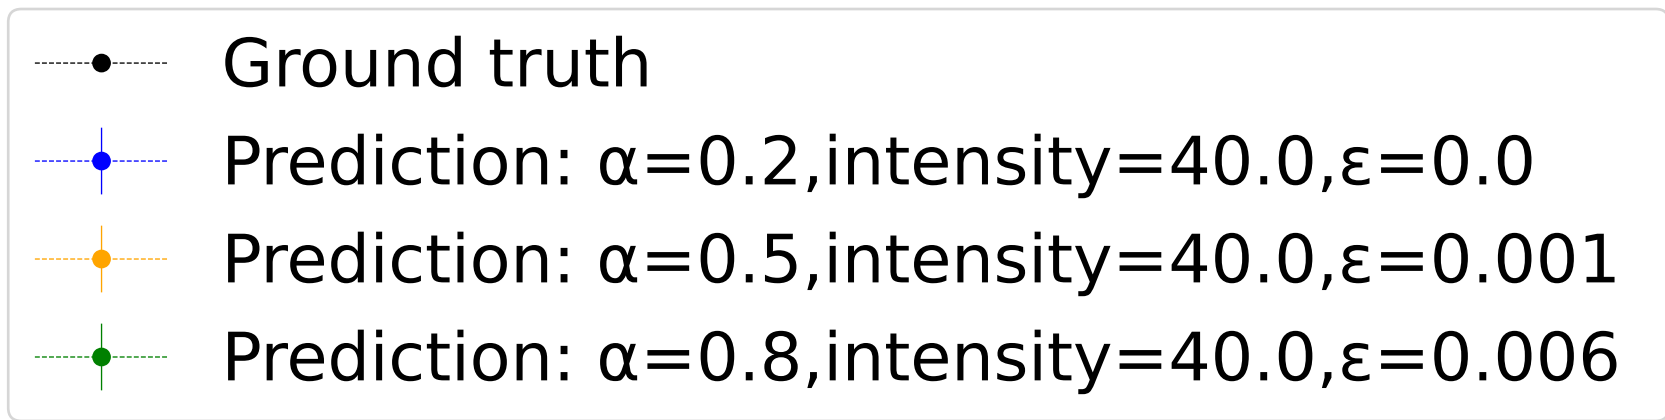 Ground truth
Prediction: α=0.2,intensity=40.0,ε=0.0
Prediction: α=0.5,intensity=40.0,ε=0.001
Prediction: α=0.8,intensity=40.0,ε=0.006